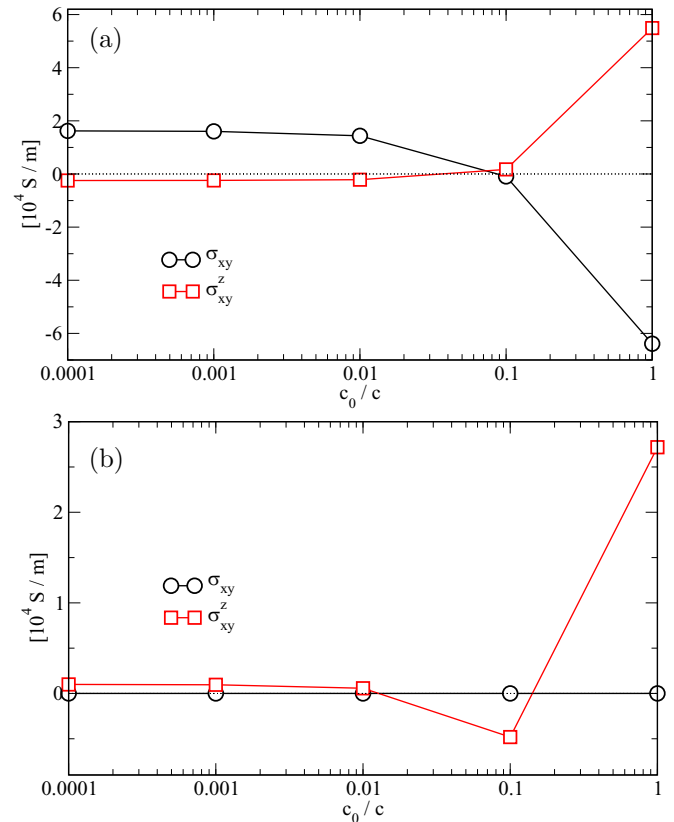 (a)
6
4
2
0
-2
-4
-6
[10^4 S / m]
σ_xy
σ^z_xy
0.0001 0.001 0.01 0.1 1
c_0 / c
(b)
3
2
1
0
[10^4 S / m]
σ_xy
σ^z_xy
0.0001 0.001 0.01 0.1 1
c_0 / c